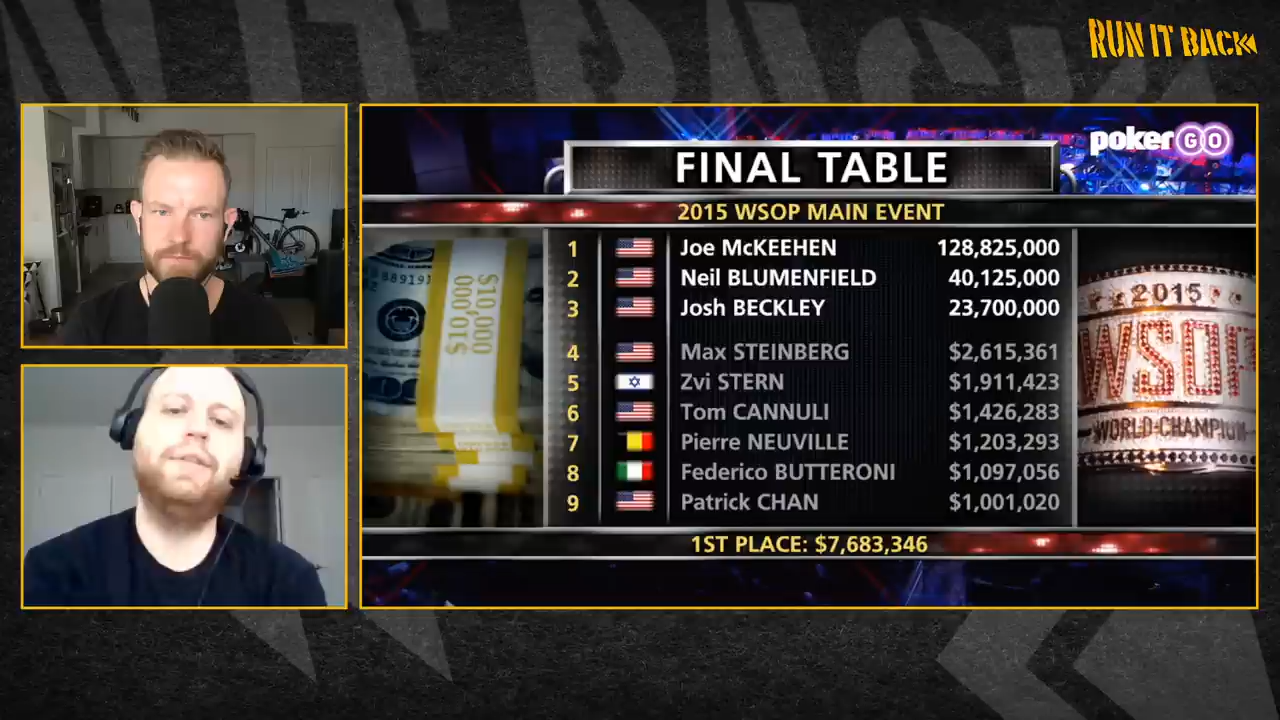 RUN IT BACK
pokerGO
FINAL TABLE
2015 WSOP MAIN EVENT
1 Joe McKEEHEN 128,825,000
2 Neil BLUMENFIELD 40,125,000
3 Josh BECKLEY 23,700,000
4 Max STEINBERG $2,615,361
5 Zvi STERN $1,911,423
6 Tom CANNULI $1,426,283
7 Pierre NEUVILLE $1,203,293
8 Federico BUTTERONI $1,097,056
9 Patrick CHAN $1,001,020
1ST PLACE: $7,683,346
$10,000
000'01$
2015
WSOP
WORLD CHAMPION